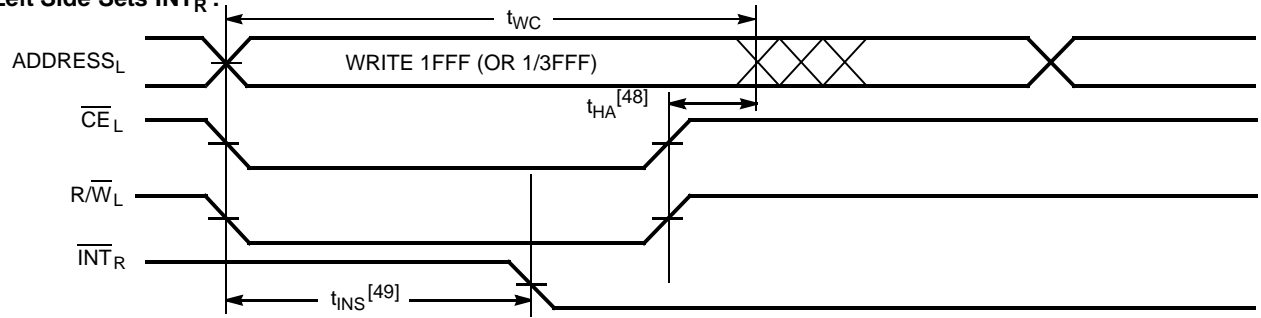 Left Side Sets INTR :
tWC
ADDRESSL
WRITE 1FFF (OR 1/3FFF)
tHA[48]
CEL
R/WL
INTR
tINS[49]